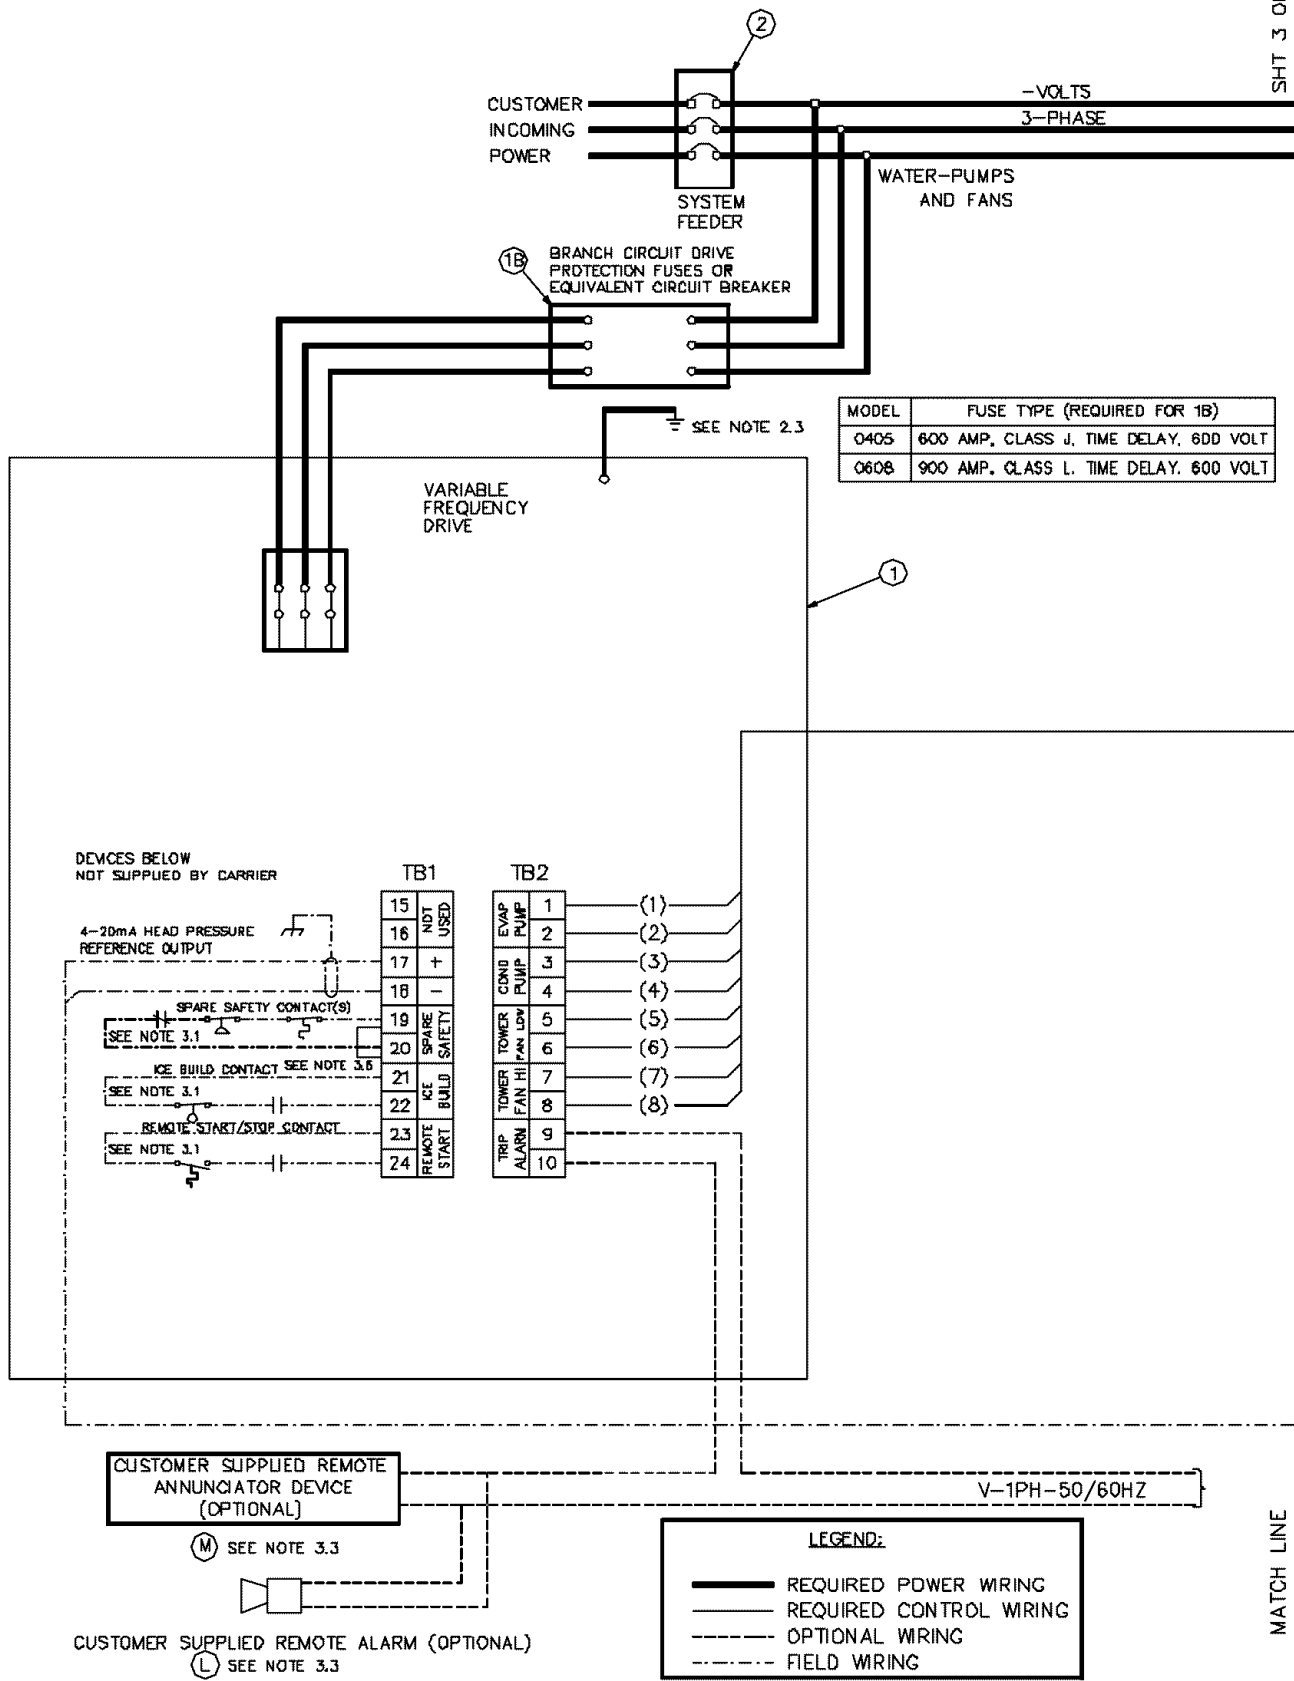 2
SHT 3 O
CUSTOMER
INCOMING
POWER
-VOLTS
3-PHASE
WATER-PUMPS
AND FANS
SYSTEM
FEEDER
1B
BRANCH CIRCUIT DRIVE
PROTECTION FUSES OR
EQUIVALENT CIRCUIT BREAKER
SEE NOTE 2.3
MODEL FUSE TYPE (REQUIRED FOR 1B)
0405 600 AMP, CLASS J, TIME DELAY, 600 VOLT
0608 900 AMP, CLASS L, TIME DELAY, 600 VOLT
VARIABLE
FREQUENCY
DRIVE
1
DEVICES BELOW
NOT SUPPLIED BY CARRIER
4-20mA HEAD PRESSURE
REFERENCE OUTPUT
SPARE SAFETY CONTACT(S)
SEE NOTE 3.1
ICE BUILD CONTACT
SEE NOTE 3.1
REMOTE START/STOP CONTACT
SEE NOTE 3.1
TB1
15
16
NOT
USED
17 +
18 -
19
20
SPARE
SAFETY
21
22
ICE
BUILD
23
24
REMOTE
START
TB2
EVAP
PUMP
1 (1)
2 (2)
COND
PUMP
3 (3)
4 (4)
TOWER
FAN LOW
5 (5)
6 (6)
TOWER
FAN HI
7 (7)
8 (8)
TRIP
ALARM
9
10
CUSTOMER SUPPLIED REMOTE
ANNUNCIATOR DEVICE
(OPTIONAL)
M SEE NOTE 3.3
V-1PH-50/60HZ
CUSTOMER SUPPLIED REMOTE ALARM (OPTIONAL)
L SEE NOTE 3.3
LEGEND:
REQUIRED POWER WIRING
REQUIRED CONTROL WIRING
OPTIONAL WIRING
FIELD WIRING
MATCH LINE